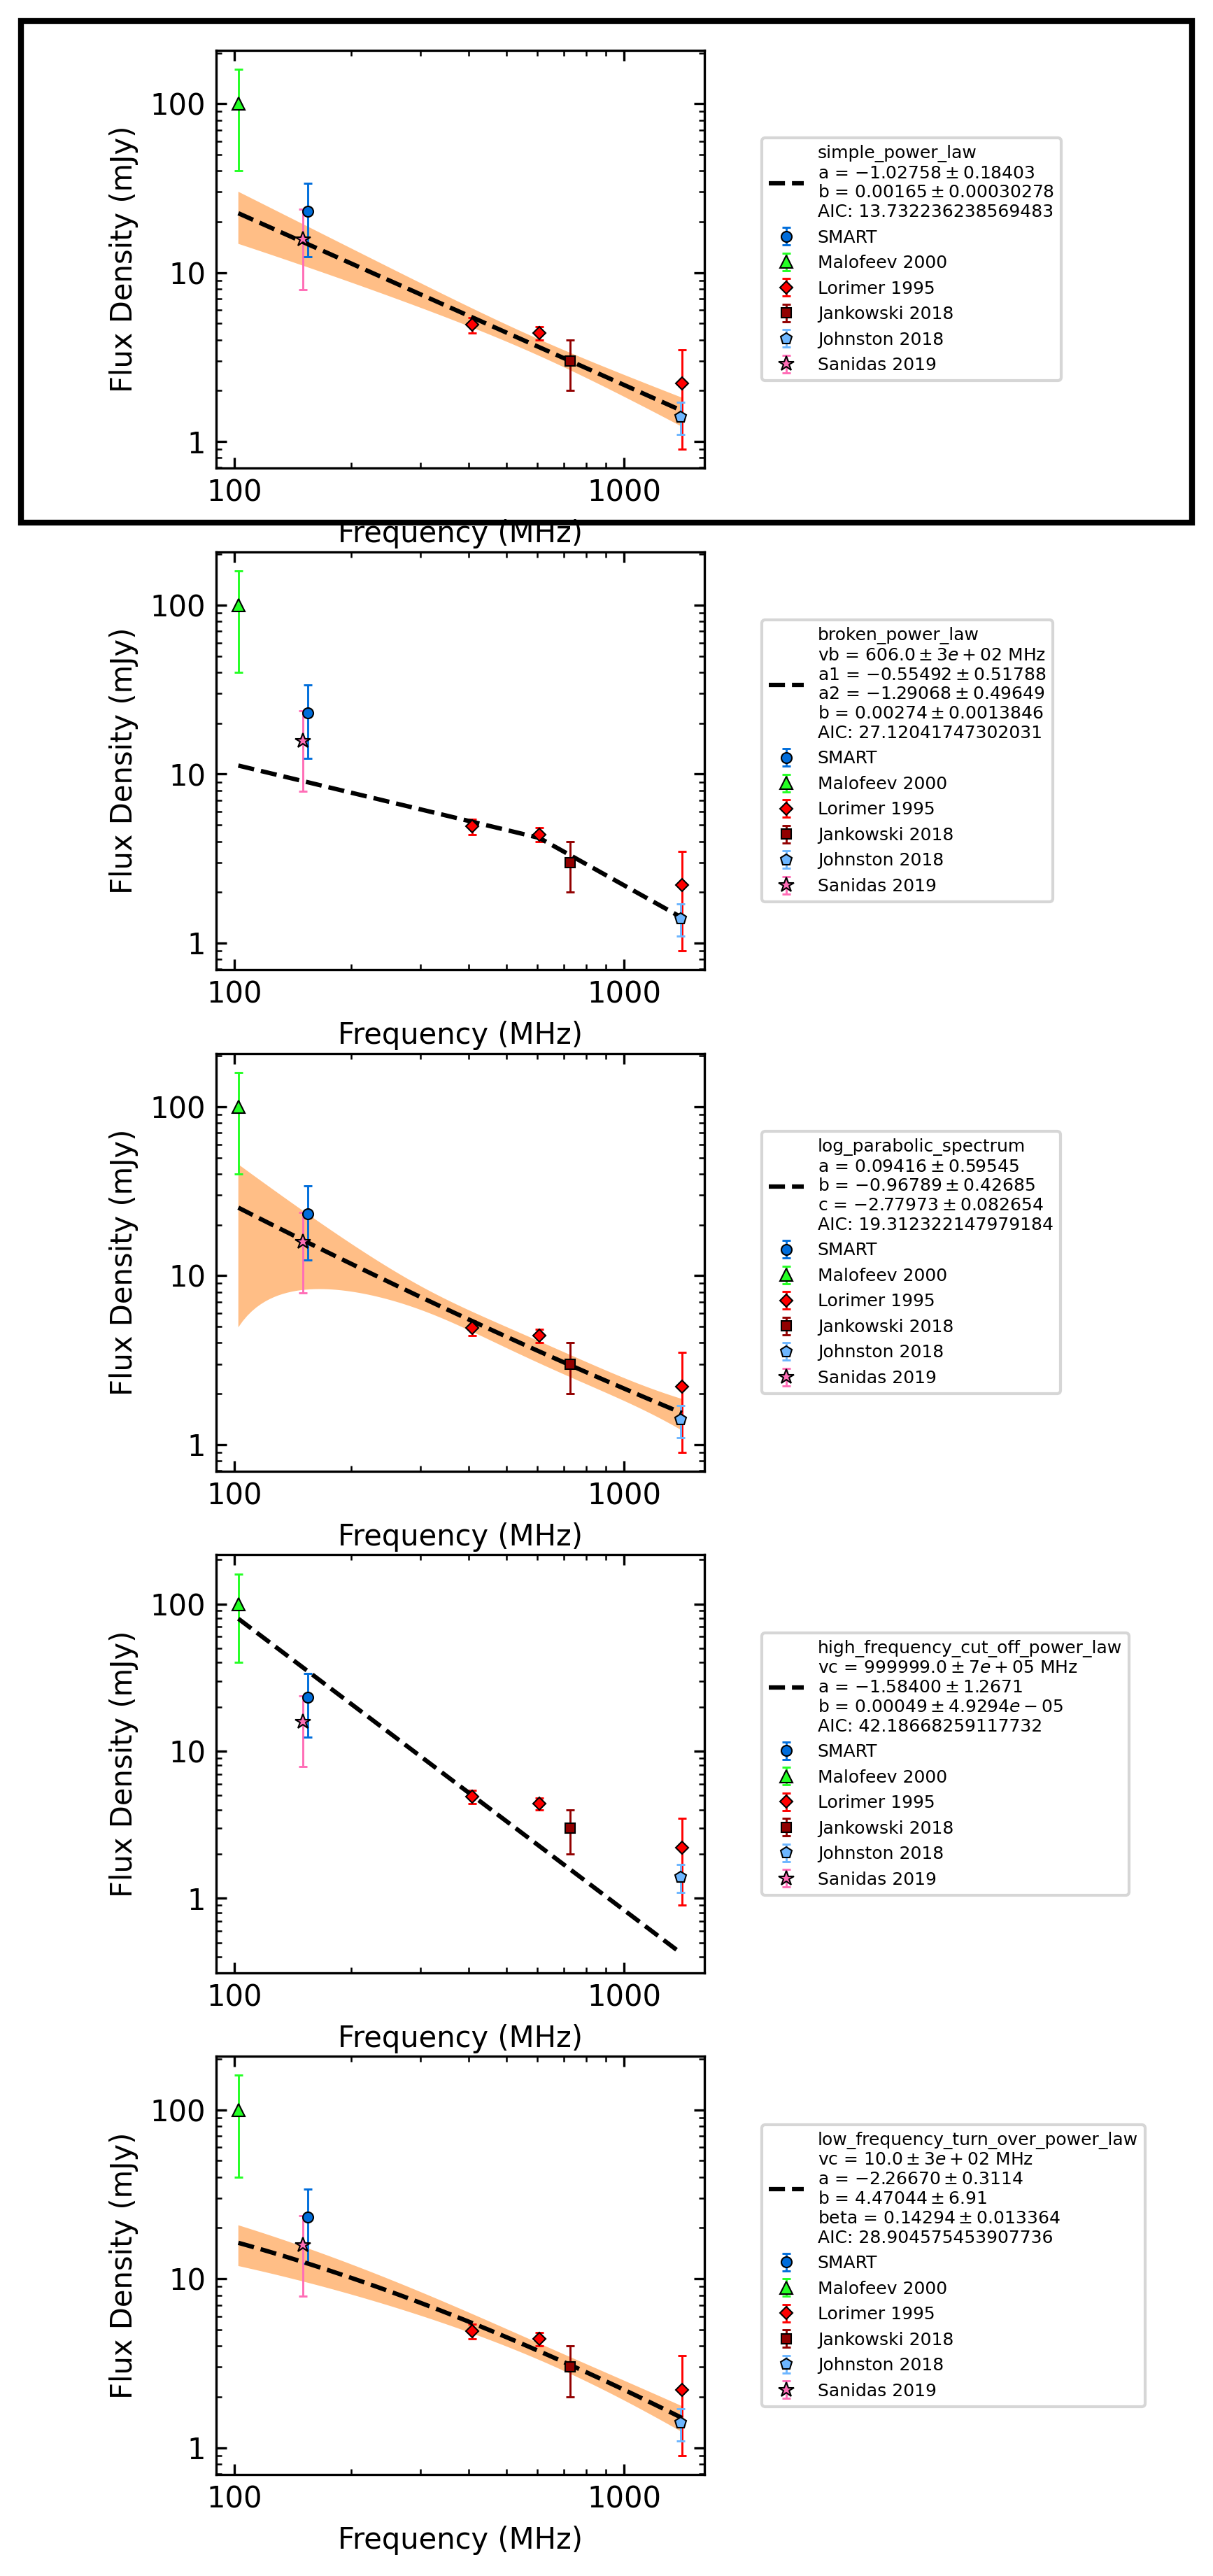 100
10
1
Flux Density (mJy)
100 1000
Frequency (MHz)
simple_power_law
a = −1.02758 ± 0.18403
b = 0.00165 ± 0.00030278
AIC: 13.732236238569483
SMART
Malofeev 2000
Lorimer 1995
Jankowski 2018
Johnston 2018
Sanidas 2019
100
10
1
Flux Density (mJy)
100 1000
Frequency (MHz)
broken_power_law
vb = 606.0 ± 3e + 02 MHz
a1 = −0.55492 ± 0.51788
a2 = −1.29068 ± 0.49649
b = 0.00274 ± 0.0013846
AIC: 27.12041747302031
SMART
Malofeev 2000
Lorimer 1995
Jankowski 2018
Johnston 2018
Sanidas 2019
100
10
1
Flux Density (mJy)
100 1000
Frequency (MHz)
log_parabolic_spectrum
a = 0.09416 ± 0.59545
b = −0.96789 ± 0.42685
c = −2.77973 ± 0.082654
AIC: 19.312322147979184
SMART
Malofeev 2000
Lorimer 1995
Jankowski 2018
Johnston 2018
Sanidas 2019
100
10
1
Flux Density (mJy)
100 1000
Frequency (MHz)
high_frequency_cut_off_power_law
vc = 999999.0 ± 7e + 05 MHz
a = −1.58400 ± 1.2671
b = 0.00049 ± 4.9294e − 05
AIC: 42.18668259117732
SMART
Malofeev 2000
Lorimer 1995
Jankowski 2018
Johnston 2018
Sanidas 2019
100
10
1
Flux Density (mJy)
100 1000
Frequency (MHz)
low_frequency_turn_over_power_law
vc = 10.0 ± 3e + 02 MHz
a = −2.26670 ± 0.3114
b = 4.47044 ± 6.91
beta = 0.14294 ± 0.013364
AIC: 28.904575453907736
SMART
Malofeev 2000
Lorimer 1995
Jankowski 2018
Johnston 2018
Sanidas 2019